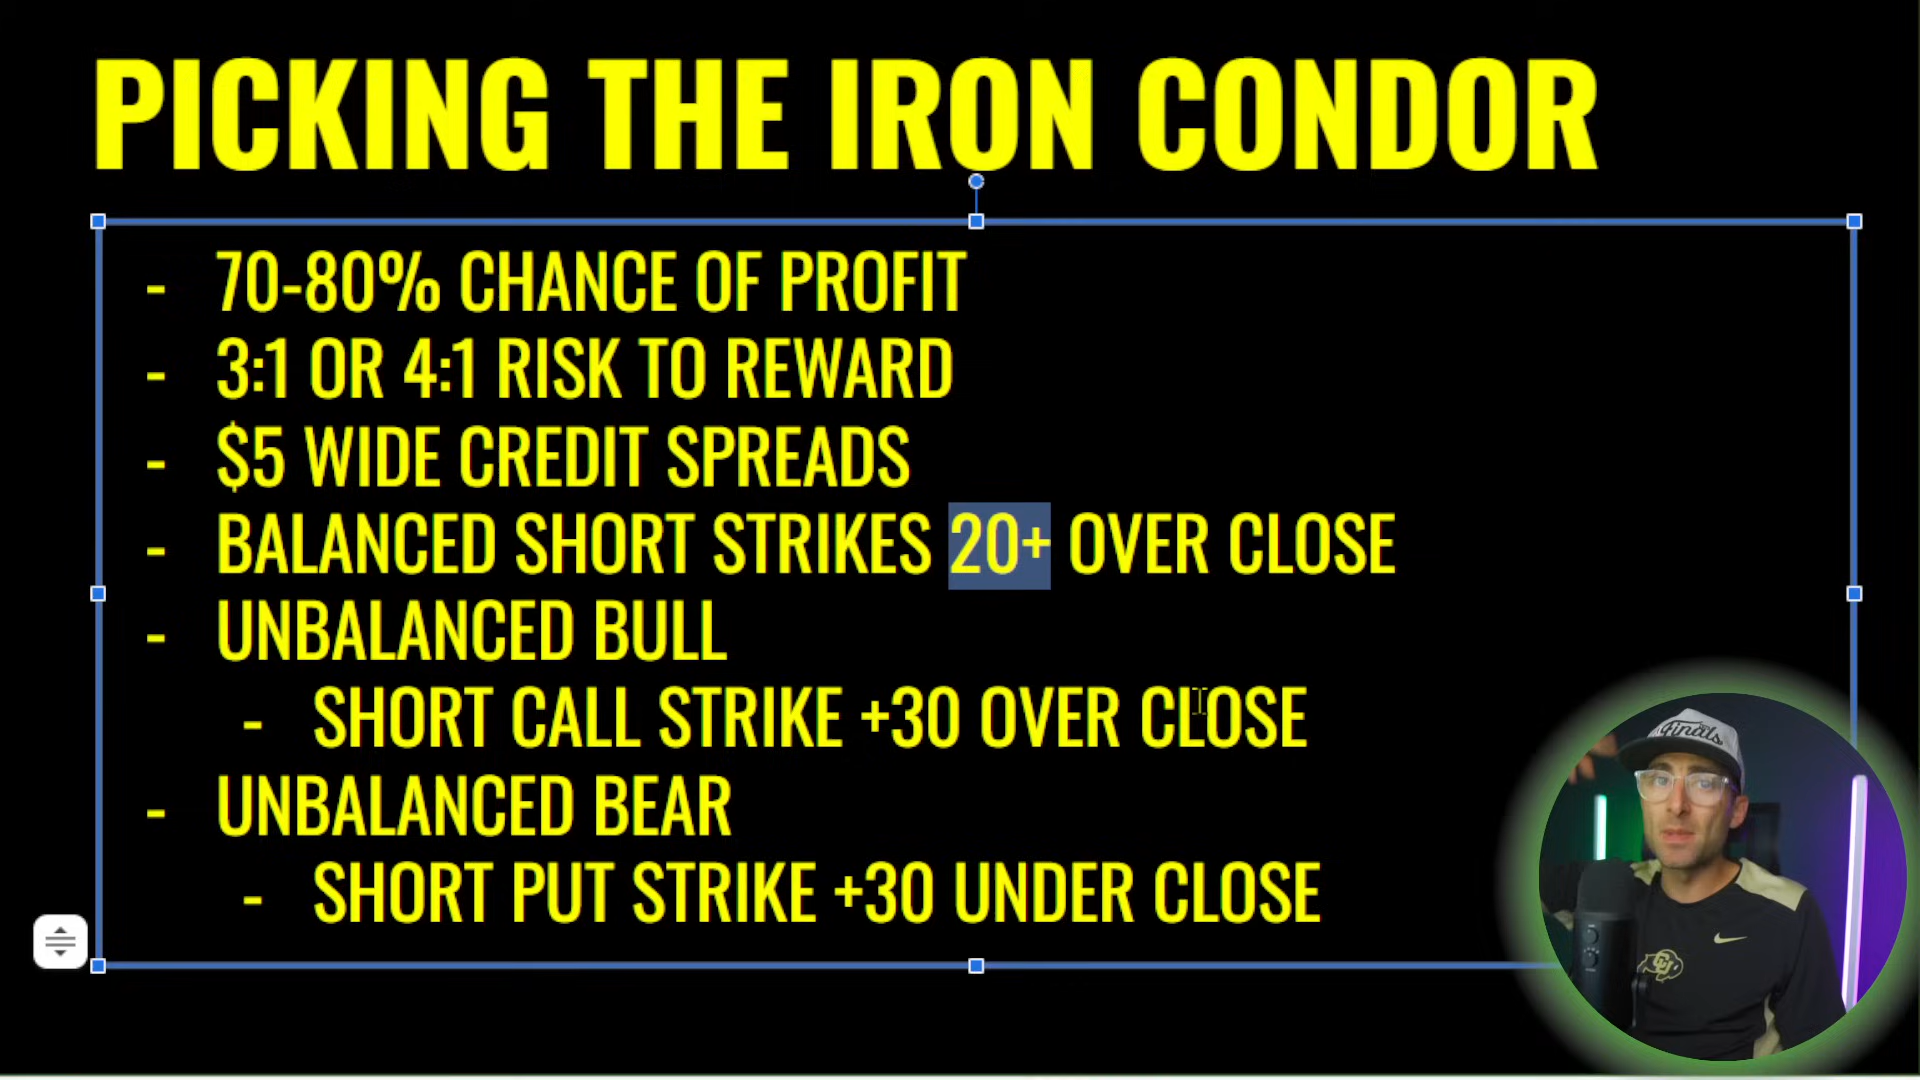 PICKING THE IRON CONDOR
- 70-80% CHANCE OF PROFIT
- 3:1 OR 4:1 RISK TO REWARD
- $5 WIDE CREDIT SPREADS
- BALANCED SHORT STRIKES 20+ OVER CLOSE
- UNBALANCED BULL
- SHORT CALL STRIKE +30 OVER CLOSE
- UNBALANCED BEAR
- SHORT PUT STRIKE +30 UNDER CLOSE
Finals
CU